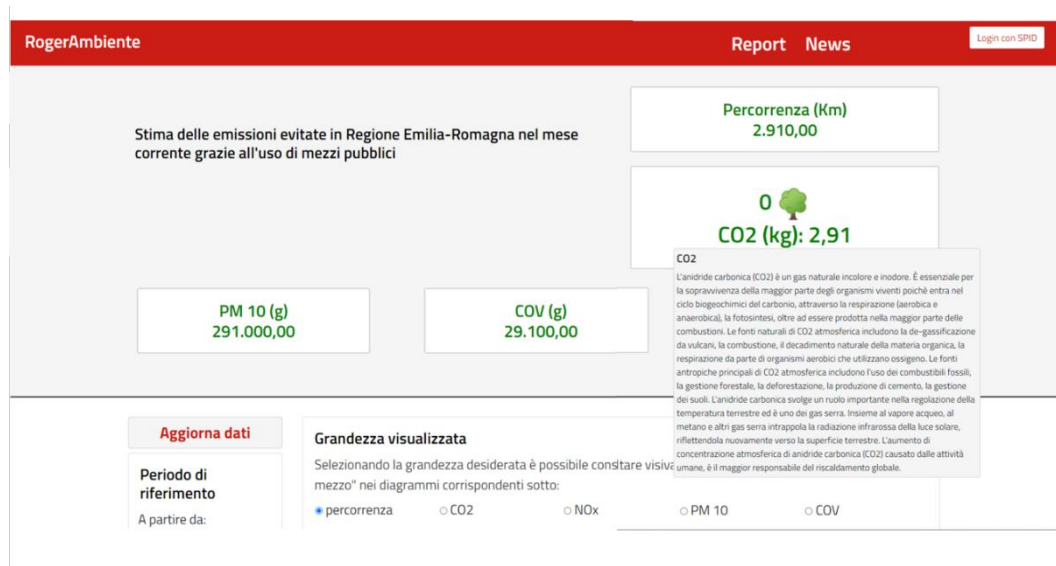 RogerAmbiente
Report News
Login con SPID
Stima delle emissioni evitate in Regione Emilia-Romagna nel mese
corrente grazie all'uso di mezzi pubblici
Percorrenza (Km)
2.910,00
0
CO2 (kg): 2,91
PM 10 (g)
291.000,00
COV (g)
29.100,00
CO2
L'anidride carbonica (CO2) è un gas naturale incolore e inodore. È essenziale per
la sopravvivenza della maggior parte degli organismi viventi poichè entra nel
ciclo biogeochimici del carbonio, attraverso la respirazione (aerobica e
anaerobica), la fotosintesi, oltre ad essere prodotta nella maggior parte delle
combustioni. Le fonti naturali di CO2 atmosferica includono la de-gassificazione
da vulcani, la combustione, il decadimento naturale della materia organica, la
respirazione da parte di organismi aerobici che utilizzano ossigeno. Le fonti
antropiche principali di CO2 atmosferica includono l'uso dei combustibili fossili,
la gestione forestale, la deforestazione, la produzione di cemento, la gestione
dei suoli. L'anidride carbonica svolge un ruolo importante nella regolazione della
temperatura terrestre ed è uno dei gas serra. Insieme al vapore acqueo, al
metano e altri gas serra intrappola la radiazione infrarossa della luce solare,
riflettendola nuovamente verso la superficie terrestre. L'aumento di
concentrazione atmosferica di anidride carbonica (CO2) causato dalle attività
umane, è il maggior responsabile del riscaldamento globale.
Aggiorna dati
Periodo di
riferimento
A partire da:
Grandezza visualizzata
Selezionando la grandezza desiderata è possibile constare visiva
mezzo" nei diagrammi corrispondenti sotto:
percorrenza CO2 NOx PM 10 COV